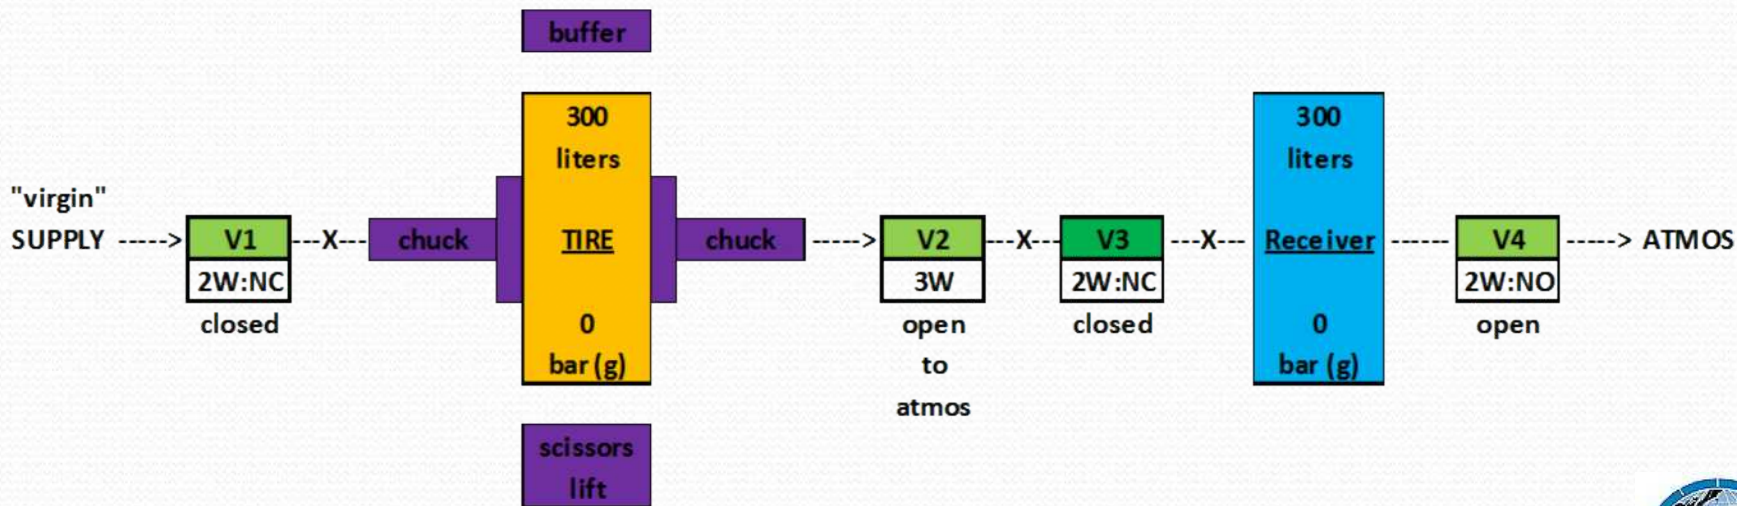 buffer
300
liters
"virgin"
SUPPLY -----> V1 ---X--- chuck TIRE chuck -----> V2 ---X--- V3 ---X--- Receiver ------ V4 -----> ATMOS
300
liters
2W:NC
3W
2W:NC
2W:NO
closed
0
bar (g)
open
to
atmos
closed
0
bar (g)
open
scissors
lift